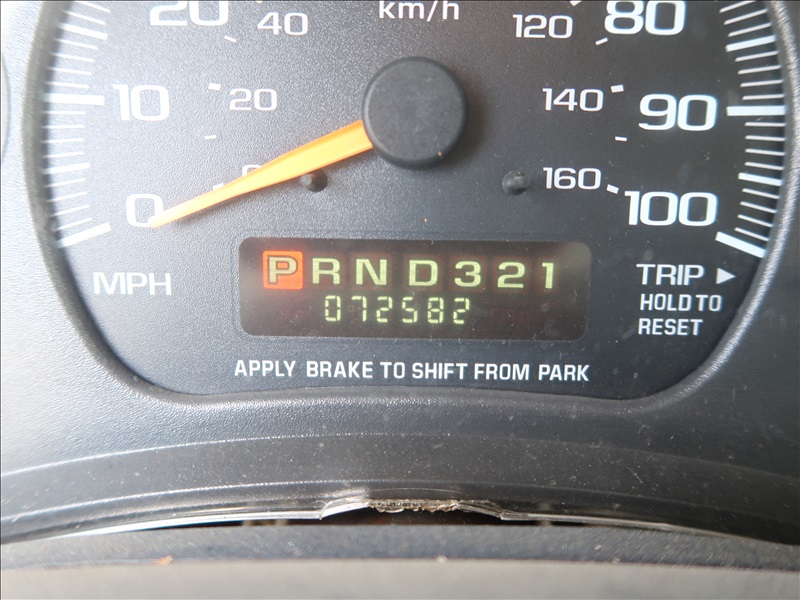 20 40 km/h 120 80
10 20 140 90
0 0 160 100
MPH PRND321 TRIP ►
072582 HOLD TO
RESET
APPLY BRAKE TO SHIFT FROM PARK